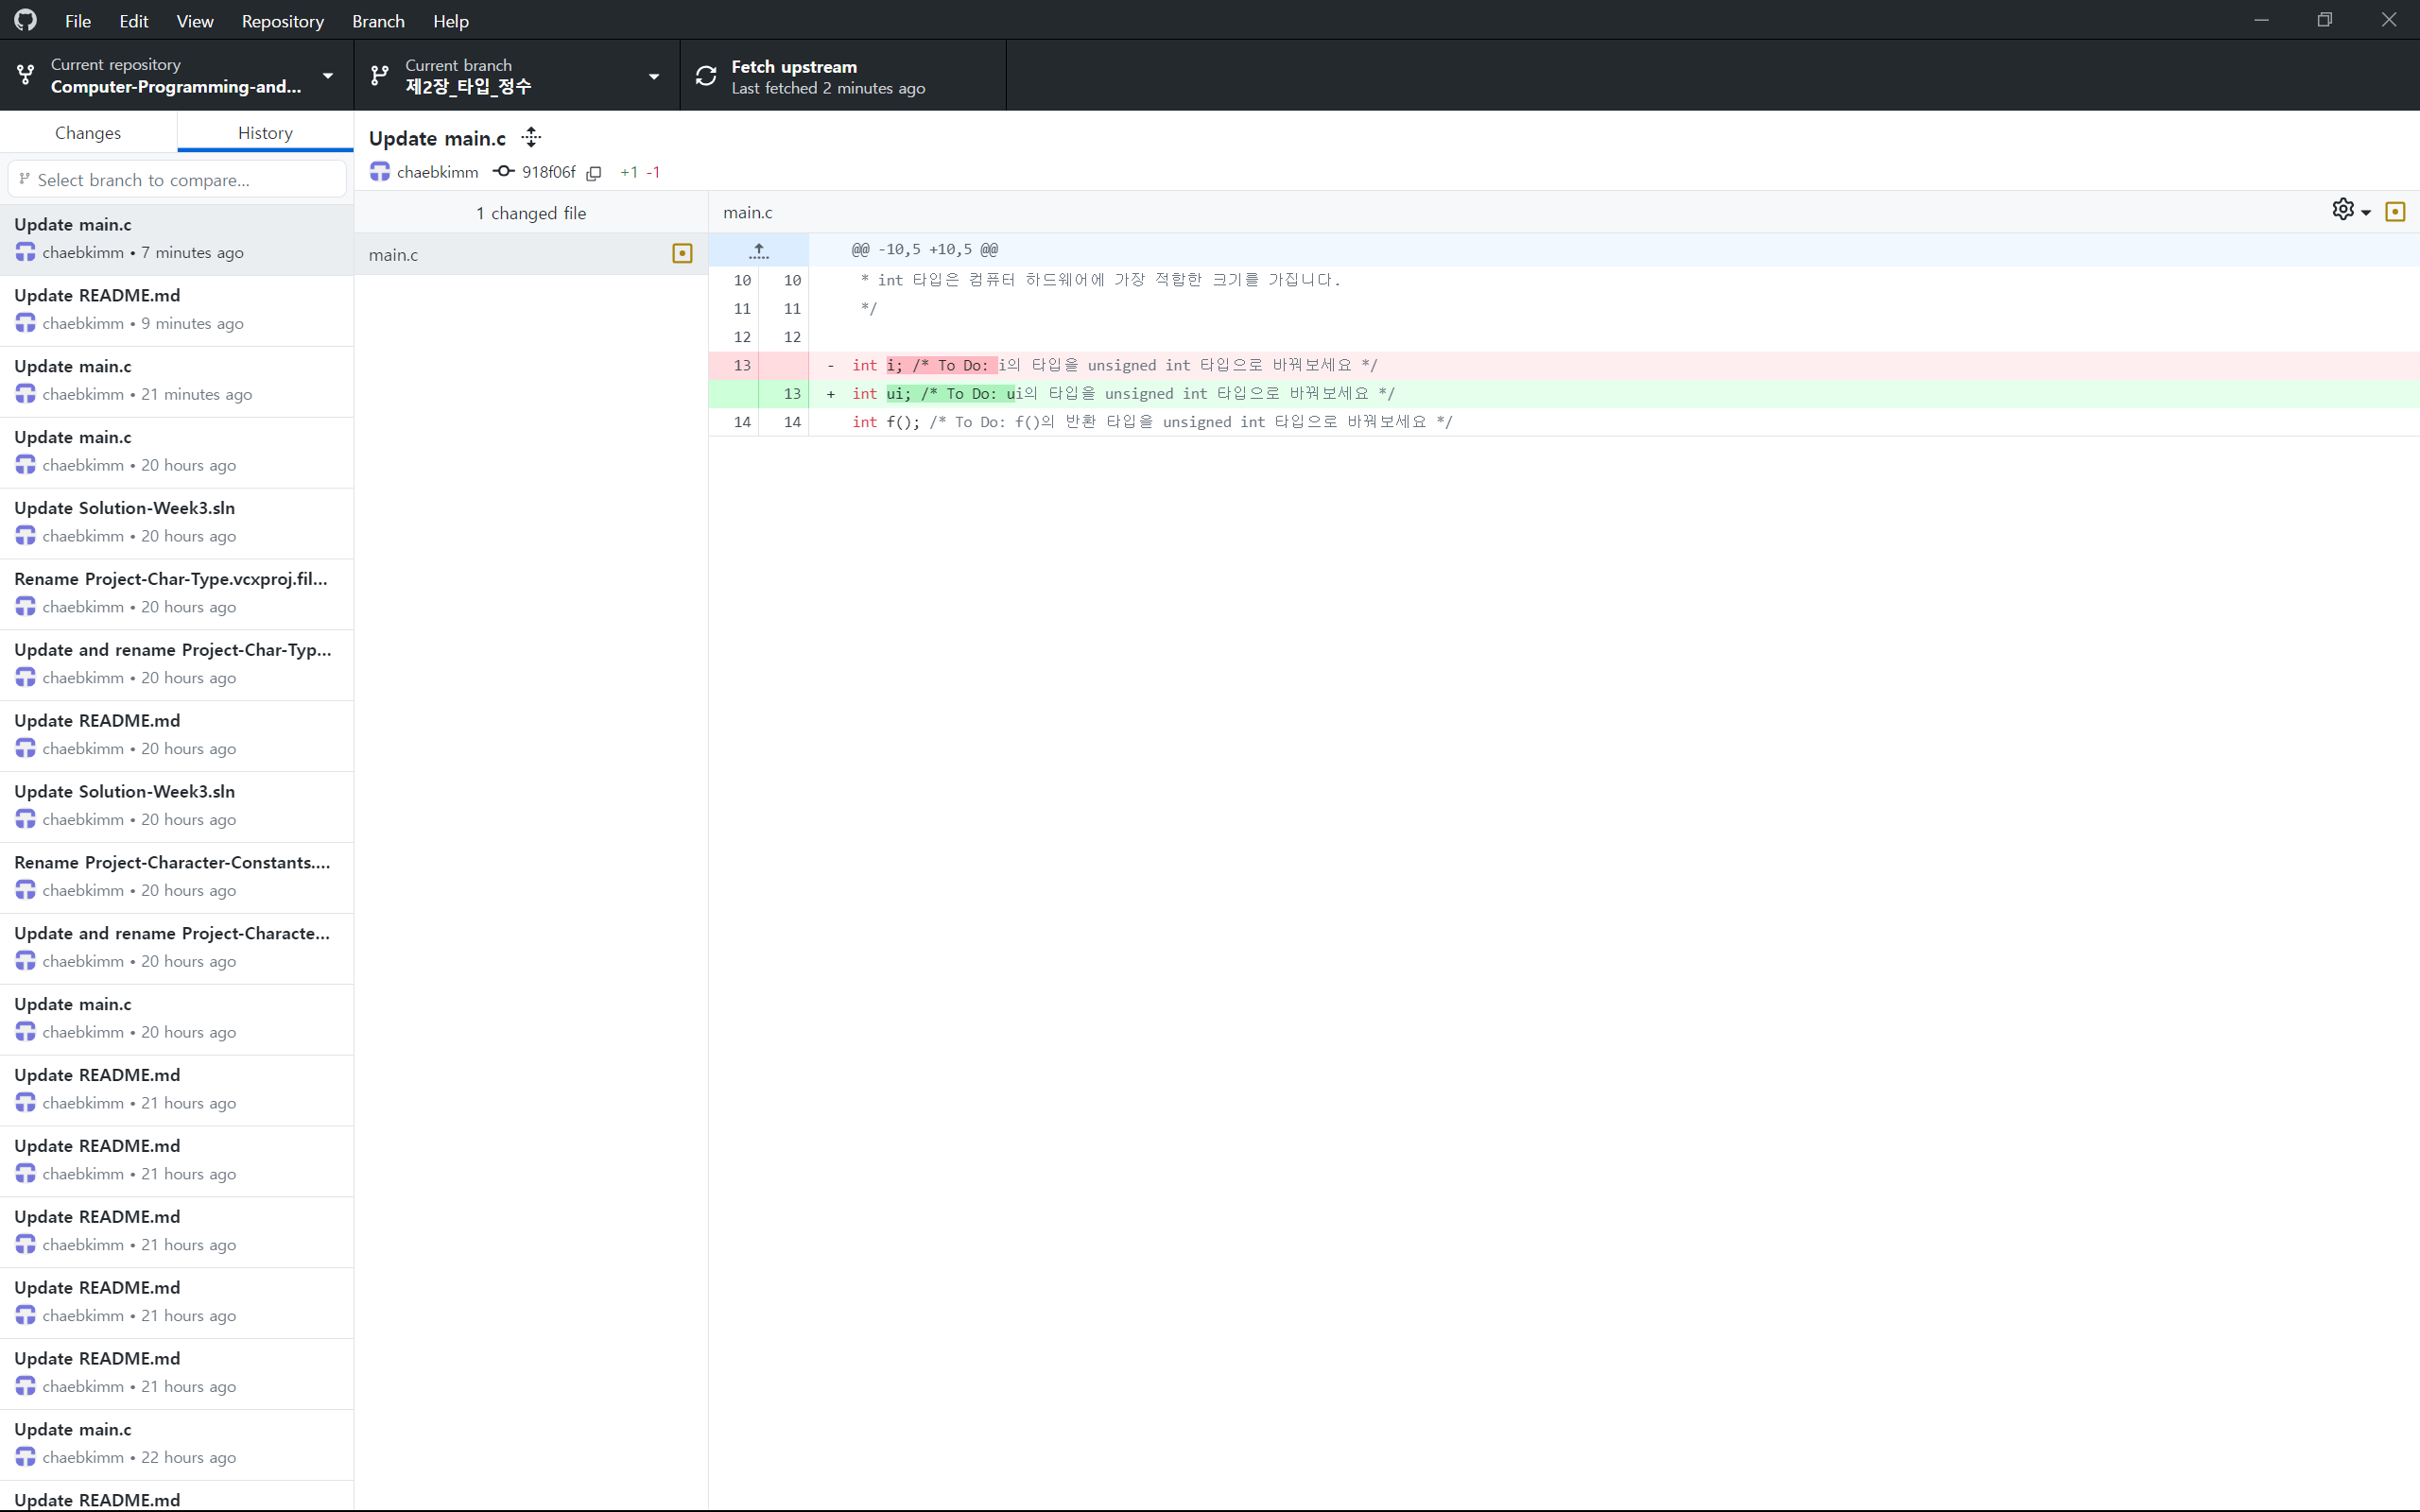 File Edit View Repository Branch Help
Current repository
Computer-Programming-and...
Current branch
제2장_타입_정수
Fetch upstream
Last fetched 2 minutes ago
Changes
History
Select branch to compare...
Update main.c
chaebkimm • 7 minutes ago
Update README.md
chaebkimm • 9 minutes ago
Update main.c
chaebkimm • 21 minutes ago
Update main.c
chaebkimm • 20 hours ago
Update Solution-Week3.sln
chaebkimm • 20 hours ago
Rename Project-Char-Type.vcxproj.fil...
chaebkimm • 20 hours ago
Update and rename Project-Char-Typ...
chaebkimm • 20 hours ago
Update README.md
chaebkimm • 20 hours ago
Update Solution-Week3.sln
chaebkimm • 20 hours ago
Rename Project-Character-Constants....
chaebkimm • 20 hours ago
Update and rename Project-Characte...
chaebkimm • 20 hours ago
Update main.c
chaebkimm • 20 hours ago
Update README.md
chaebkimm • 21 hours ago
Update README.md
chaebkimm • 21 hours ago
Update README.md
chaebkimm • 21 hours ago
Update README.md
chaebkimm • 21 hours ago
Update README.md
chaebkimm • 21 hours ago
Update main.c
chaebkimm • 22 hours ago
Update README.md
Update main.c
chaebkimm 918f06f +1 -1
1 changed file
main.c
main.c
@@ -10,5 +10,5 @@
10 10 * int 타입은 컴퓨터 하드웨어에 가장 적합한 크기를 가집니다.
11 11 */
12 12
13 - int i; /* To Do: i의 타입을 unsigned int 타입으로 바꿔보세요 */
13 + int ui; /* To Do: ui의 타입을 unsigned int 타입으로 바꿔보세요 */
14 14 int f(); /* To Do: f()의 반환 타입을 unsigned int 타입으로 바꿔보세요 */